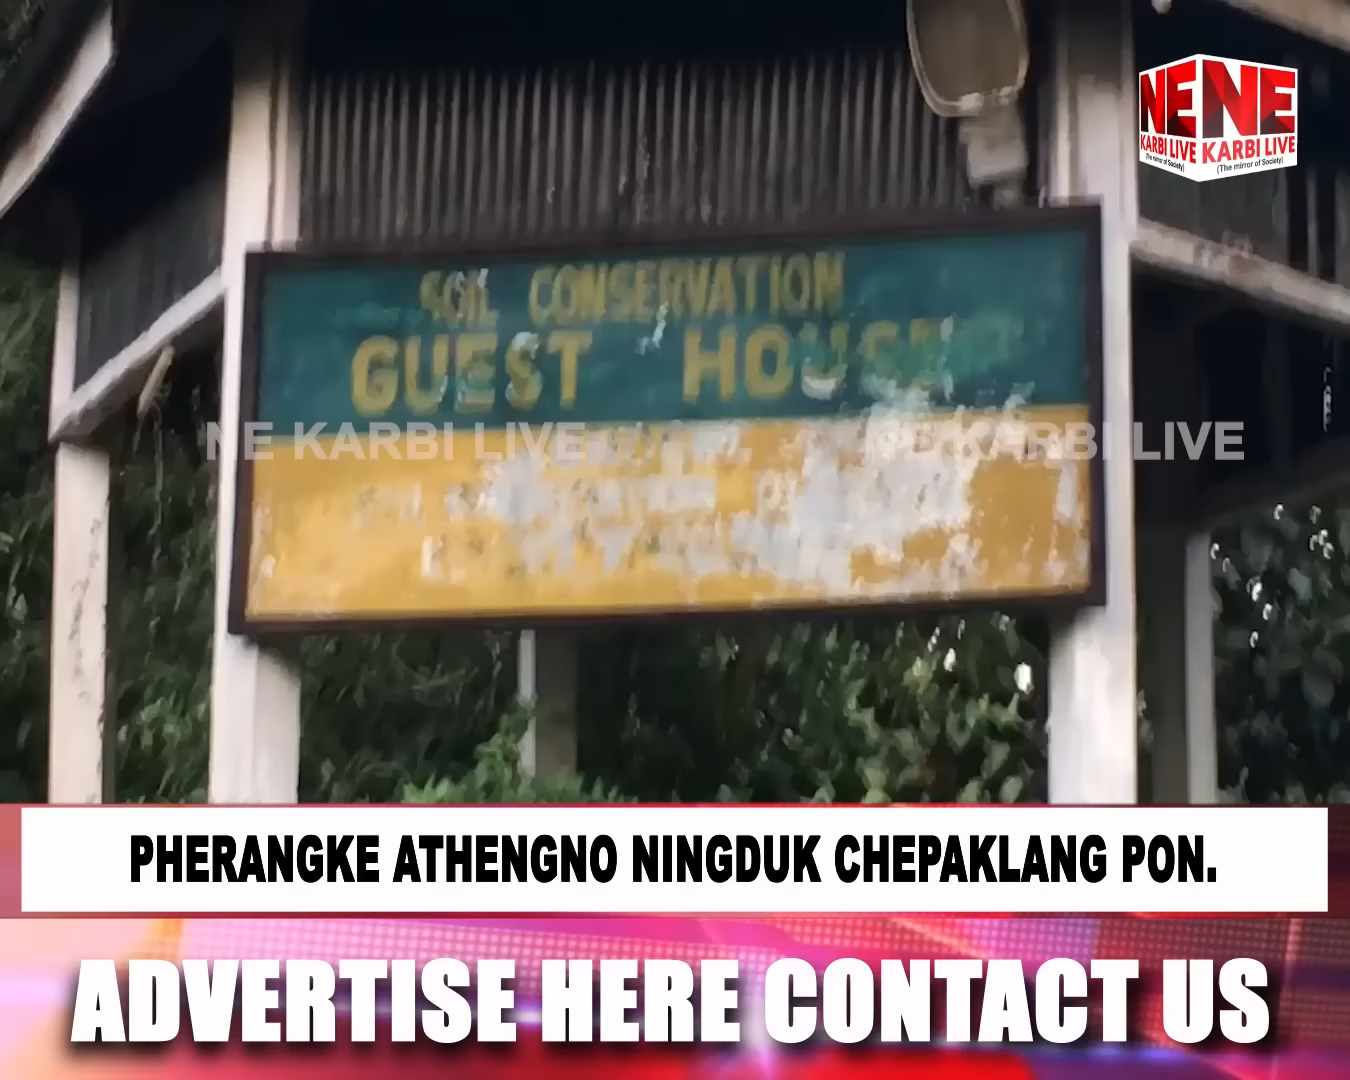 NE NE
KARBI LIVE KARBI LIVE
(The mirror of Society) (The mirror of Society)
SOIL CONSERVATION
GUEST HOUSE
NE KARBI LIVE NE KARBI LIVE
PHERANGKE ATHENGNO NINGDUK CHEPAKLANG PON.
ADVERTISE HERE CONTACT US